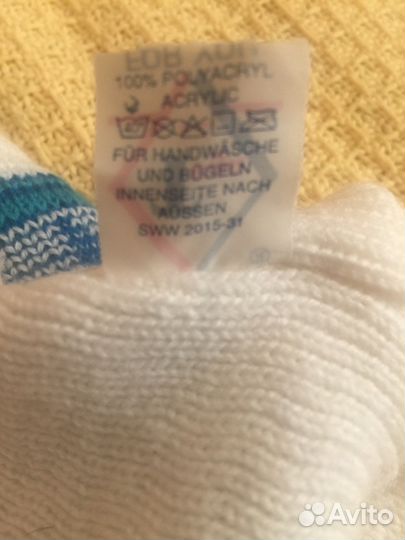 100% POLYACRYL
ACRYLIC
FÜR HANDWÄSCHE
UND BÜGELN
INNENSEITE NACH
AUSSEN
SWW 2015-31
Avito